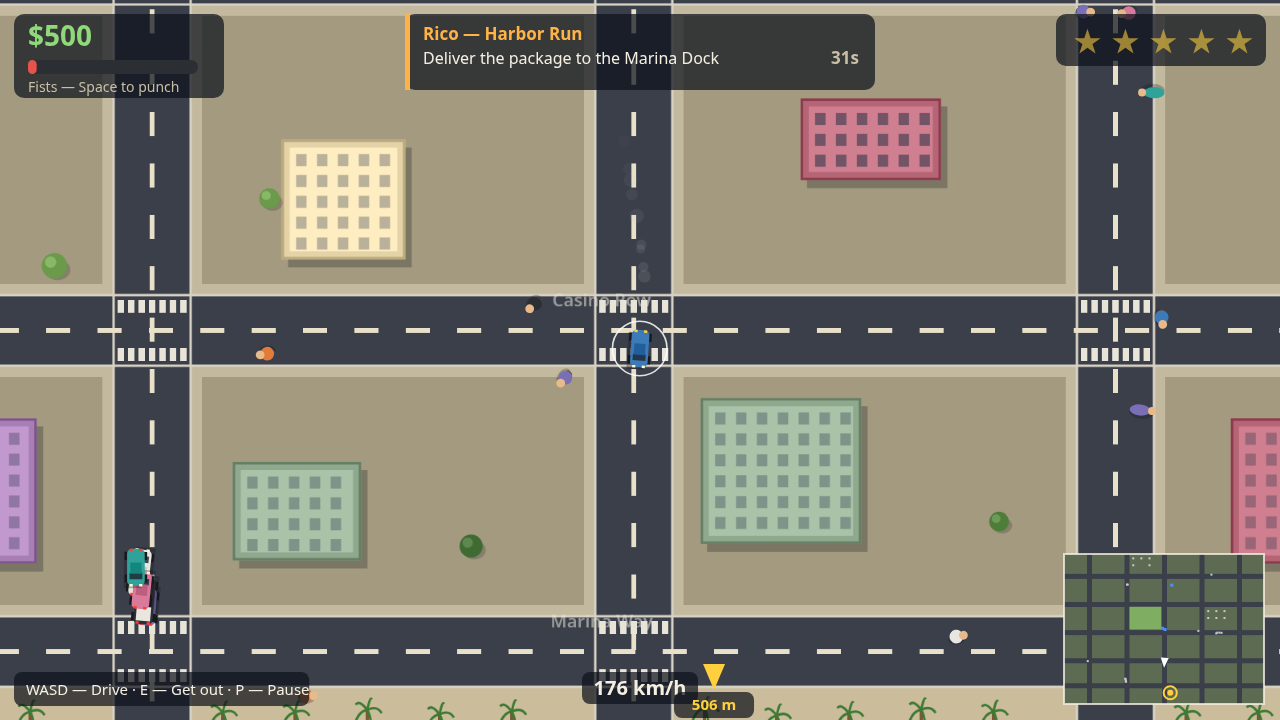 $500
Fists — Space to punch
Rico — Harbor Run
Deliver the package to the Marina Dock
31s
Casino Row
Marina Way
WASD — Drive · E — Get out · P — Pause
176 km/h
506 m